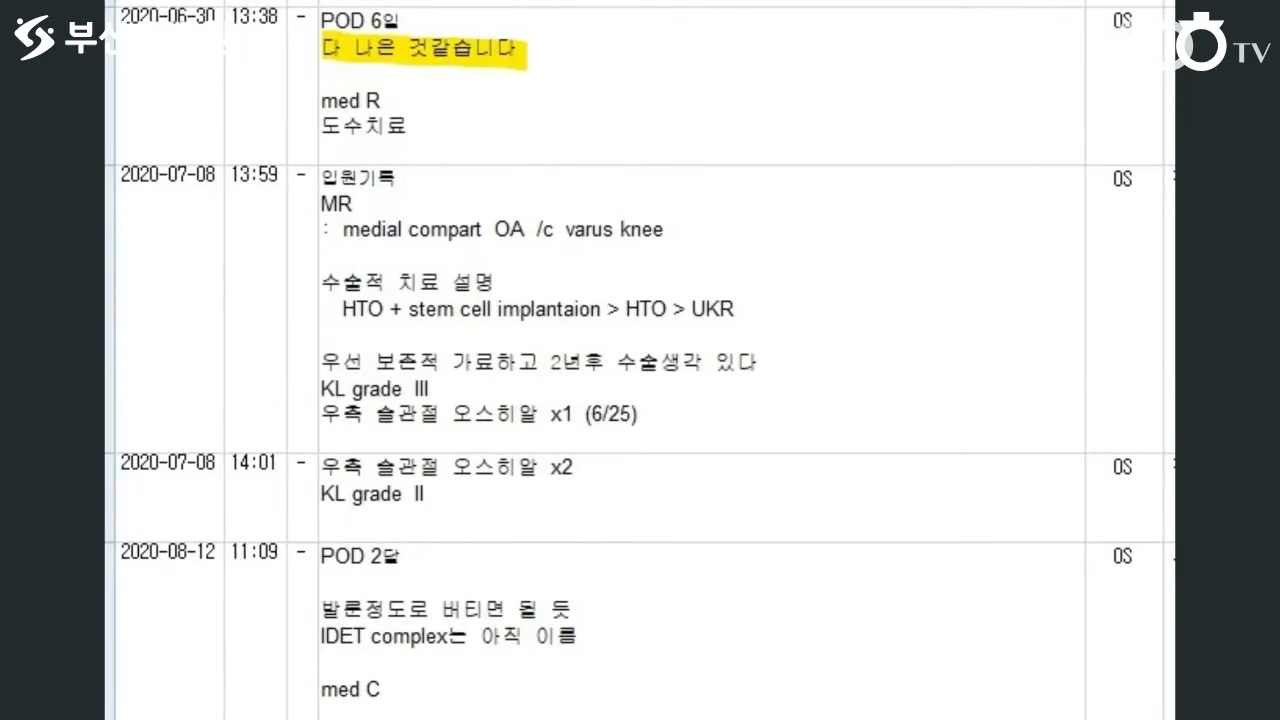 부산
TV
2020-06-30 13:38 - POD 6일 OS
다 나은 것같습니다
med R
도수치료
2020-07-08 13:59 - 입원기록 OS
MR
: medial compart OA /c varus knee
수술적 치료 설명
HTO + stem cell implantaion > HTO > UKR
우선 보존적 가료하고 2년후 수술생각 있다
KL grade III
우측 슬관절 오스히알 x1 (6/25)
2020-07-08 14:01 - 우측 슬관절 오스히알 x2 OS
KL grade II
2020-08-12 11:09 - POD 2달 OS
발룬정도로 버티면 될 듯
IDET complex는 아직 이름
med C